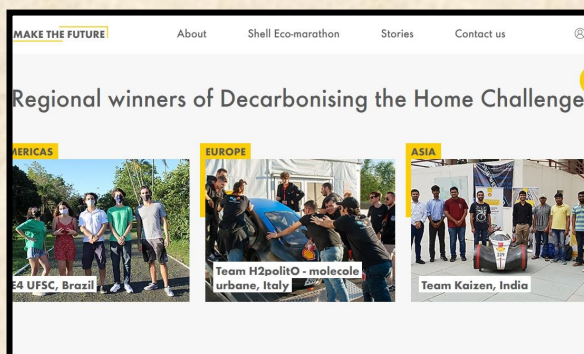 MAKE THE FUTURE
About
Shell Eco-marathon
Stories
Contact us
Regional winners of Decarbonising the Home Challenge
AMERICAS
E4 UFSC, Brazil
EUROPE
Team H2politO - molecole
urbane, Italy
ASIA
Team Kaizen, India